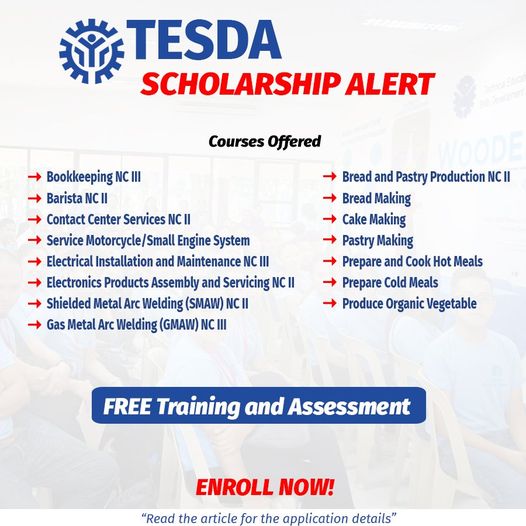 TESDA
SCHOLARSHIP ALERT
Courses Offered
Bookkeeping NC III
Barista NC II
Contact Center Services NC II
Service Motorcycle/Small Engine System
Electrical Installation and Maintenance NC III
Electronics Products Assembly and Servicing NC II
Shielded Metal Arc Welding (SMAW) NC II
Gas Metal Arc Welding (GMAW) NC III
Bread and Pastry Production NC II
Bread Making
Cake Making
Pastry Making
Prepare and Cook Hot Meals
Prepare Cold Meals
Produce Organic Vegetable
FREE Training and Assessment
ENROLL NOW!
“Read the article for the application details”